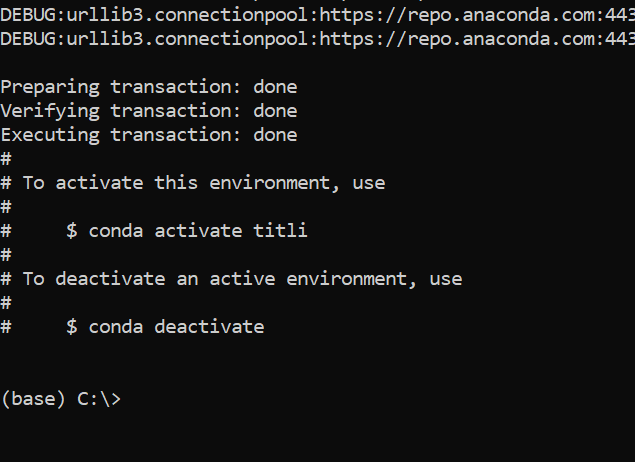 DEBUG:urllib3.connectionpool:https://repo.anaconda.com:443
DEBUG:urllib3.connectionpool:https://repo.anaconda.com:443
Preparing transaction: done
Verifying transaction: done
Executing transaction: done
#
# To activate this environment, use
#
#     $ conda activate titli
#
# To deactivate an active environment, use
#
#     $ conda deactivate
(base) C:\>